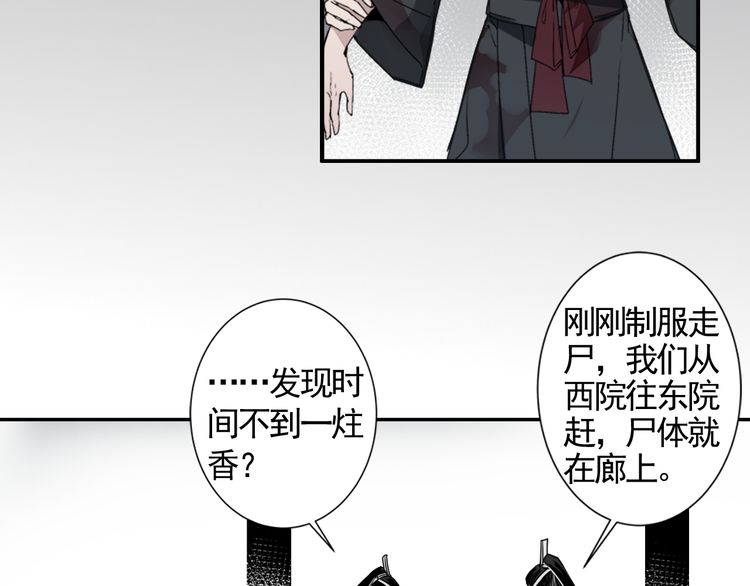 刚刚制服走
尸，我们从
西院往东院
赶，尸体就
在廊上。
……发现时
间不到一炷
香？